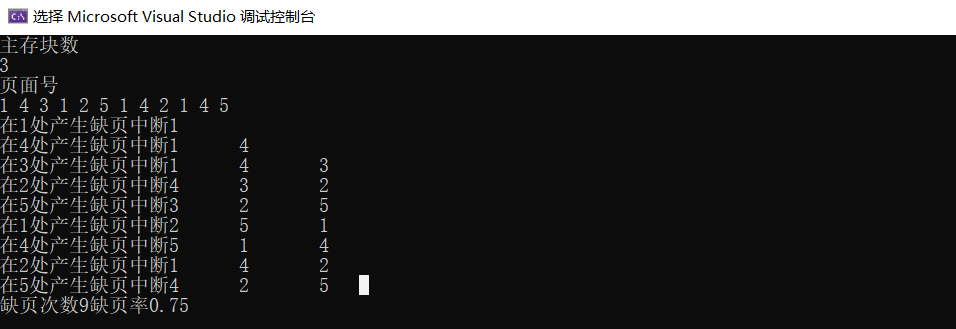 选择 Microsoft Visual Studio 调试控制台
主存块数
3
页面号
1 4 3 1 2 5 1 4 2 1 4 5
在1处产生缺页中断1
在4处产生缺页中断1 4
在3处产生缺页中断1 4 3
在2处产生缺页中断4 3 2
在5处产生缺页中断3 2 5
在1处产生缺页中断2 5 1
在4处产生缺页中断5 1 4
在2处产生缺页中断1 4 2
在5处产生缺页中断4 2 5
缺页次数9缺页率0.75